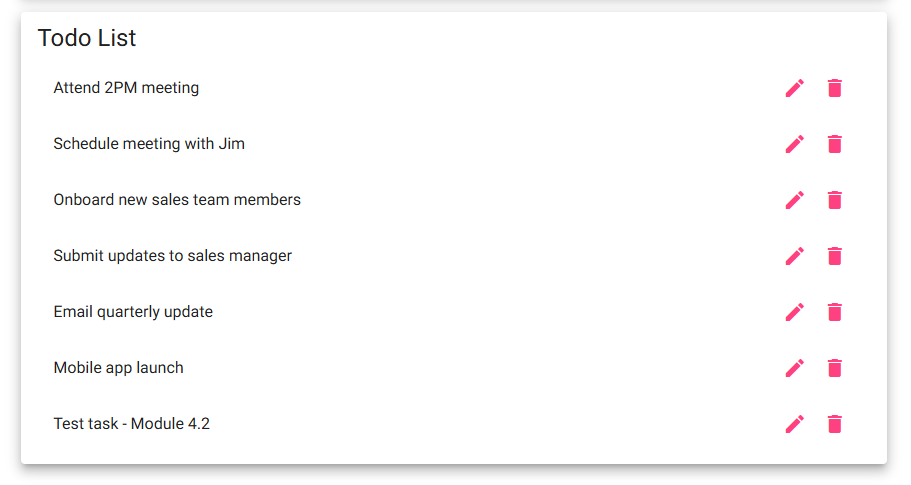 Todo List
Attend 2PM meeting
Schedule meeting with Jim
Onboard new sales team members
Submit updates to sales manager
Email quarterly update
Mobile app launch
Test task - Module 4.2